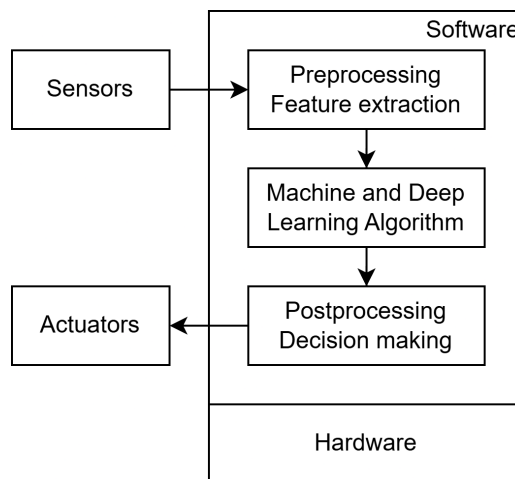 Software
Sensors
Preprocessing
Feature extraction
Machine and Deep
Learning Algorithm
Actuators
Postprocessing
Decision making
Hardware